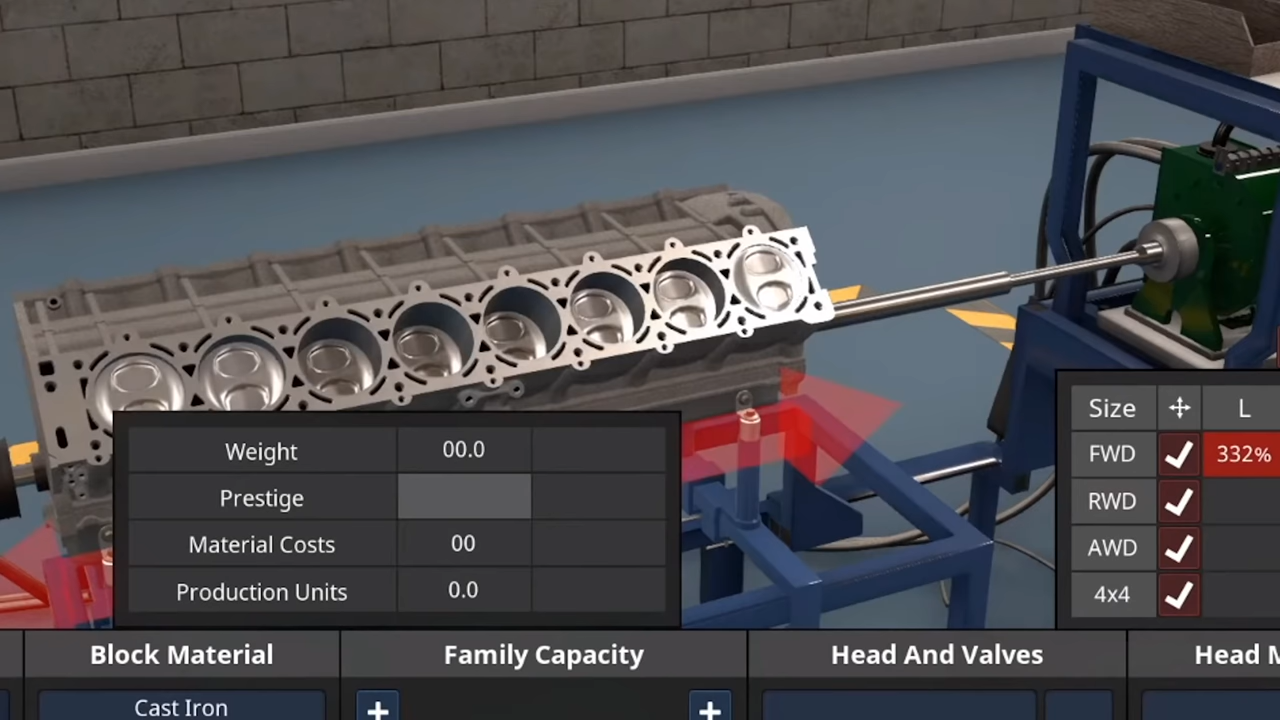 Weight 00.0
Prestige
Material Costs 00
Production Units 0.0
Size L
FWD 332%
RWD
AWD
4x4
Block Material Family Capacity Head And Valves Head M
Cast Iron + +